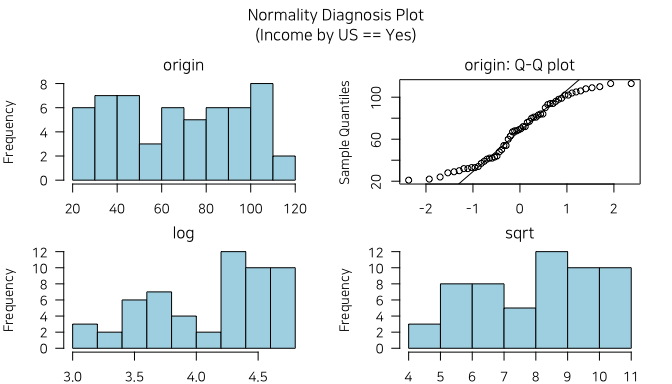 Normality Diagnosis Plot
(Income by US == Yes)
origin
Frequency
8
6
4
2
0
20 40 60 80 100 120
origin: Q-Q plot
Sample Quantiles
100
60
20
-2 -1 0 1 2
log
Frequency
12
10
8
6
4
2
0
3.0 3.5 4.0 4.5
sqrt
Frequency
12
10
8
6
4
2
0
4 5 6 7 8 9 10 11